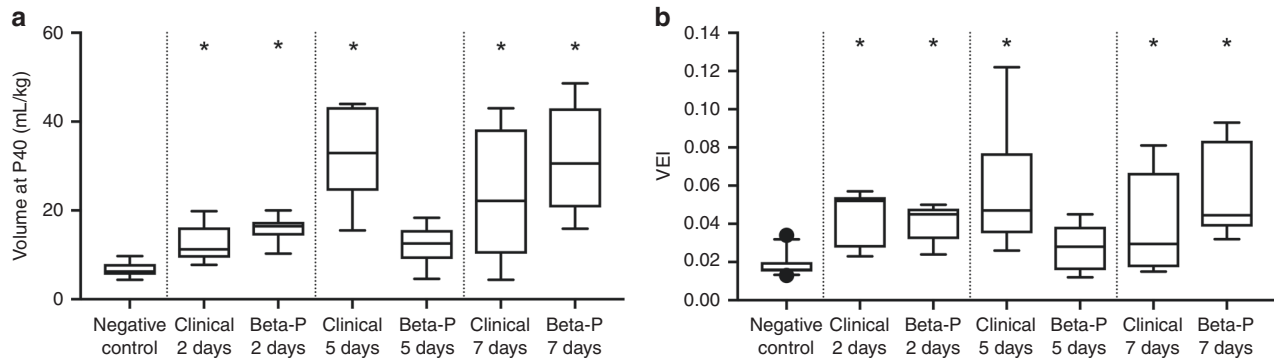 a
Volume at P40 (mL/kg)
60
40
20
0
* * * * *
Negative control
Clinical 2 days
Beta-P 2 days
Clinical 5 days
Beta-P 5 days
Clinical 7 days
Beta-P 7 days
b
VEI
0.14
0.12
0.10
0.08
0.06
0.04
0.02
0.00
* * * * *
Negative control
Clinical 2 days
Beta-P 2 days
Clinical 5 days
Beta-P 5 days
Clinical 7 days
Beta-P 7 days